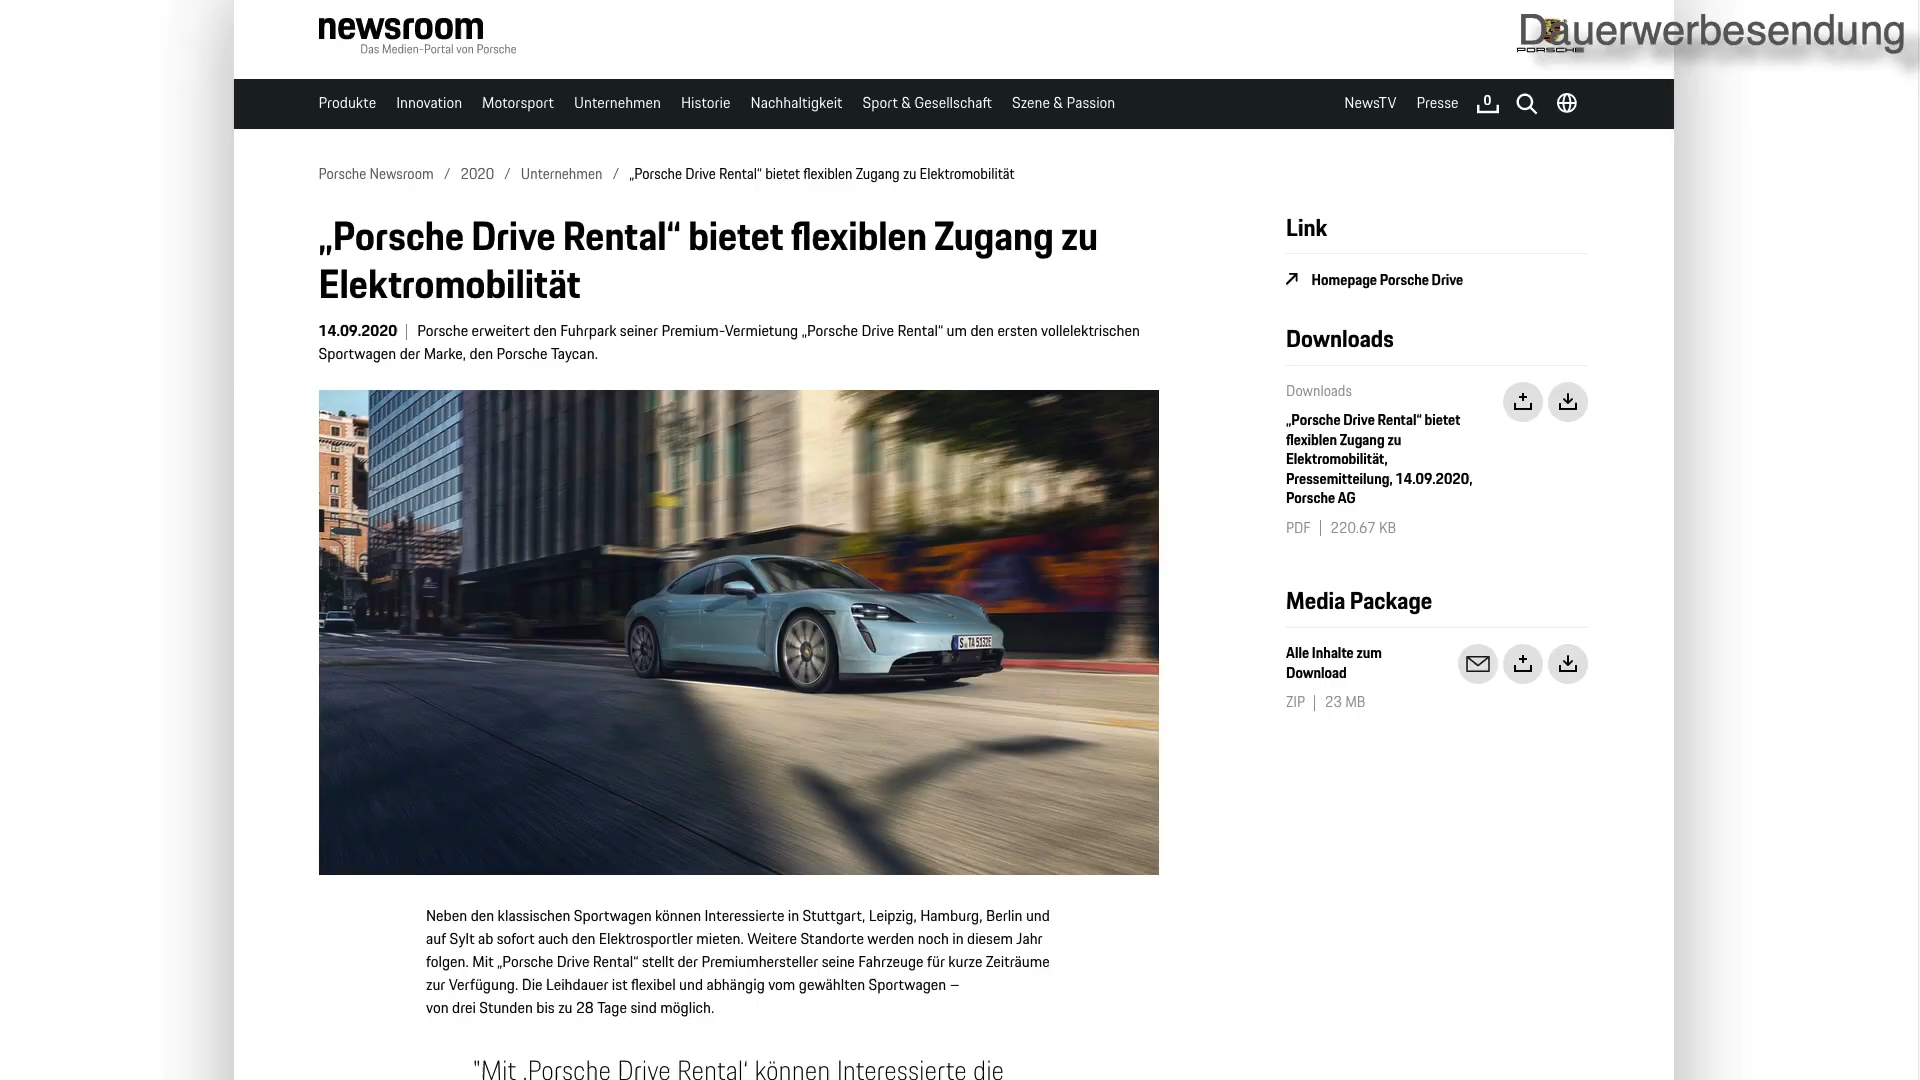 newsroom
Das Medien-Portal von Porsche
Dauerwerbesendung
PORSCHE
Produkte Innovation Motorsport Unternehmen Historie Nachhaltigkeit Sport & Gesellschaft Szene & Passion NewsTV Presse 0
Porsche Newsroom / 2020 / Unternehmen / „Porsche Drive Rental“ bietet flexiblen Zugang zu Elektromobilität
„Porsche Drive Rental“ bietet flexiblen Zugang zu
Elektromobilität
14.09.2020 | Porsche erweitert den Fuhrpark seiner Premium-Vermietung „Porsche Drive Rental“ um den ersten vollelektrischen
Sportwagen der Marke, den Porsche Taycan.
S TA 5132E
Neben den klassischen Sportwagen können Interessierte in Stuttgart, Leipzig, Hamburg, Berlin und
auf Sylt ab sofort auch den Elektrosportler mieten. Weitere Standorte werden noch in diesem Jahr
folgen. Mit „Porsche Drive Rental“ stellt der Premiumhersteller seine Fahrzeuge für kurze Zeiträume
zur Verfügung. Die Leihdauer ist flexibel und abhängig vom gewählten Sportwagen –
von drei Stunden bis zu 28 Tage sind möglich.
"Mit ‚Porsche Drive Rental‘ können Interessierte die
Link
Homepage Porsche Drive
Downloads
Downloads
„Porsche Drive Rental“ bietet
flexiblen Zugang zu
Elektromobilität,
Pressemitteilung, 14.09.2020,
Porsche AG
PDF | 220.67 KB
Media Package
Alle Inhalte zum
Download
ZIP | 23 MB